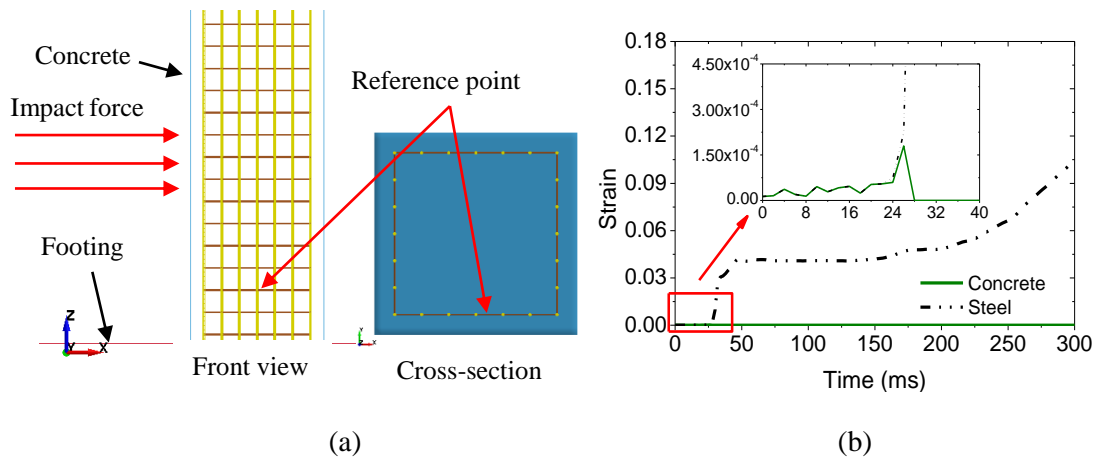 Concrete
Impact force
Reference point
Footing
Z
Y X
Front view
Y
Z X
Cross-section
(a)
0.18
0.15
0.12
0.09
0.06
0.03
0.00
Strain
4.50x10-4
3.00x10-4
1.50x10-4
0.00
0 8 16 24 32 40
Concrete
Steel
0 50 100 150 200 250 300
Time (ms)
(b)